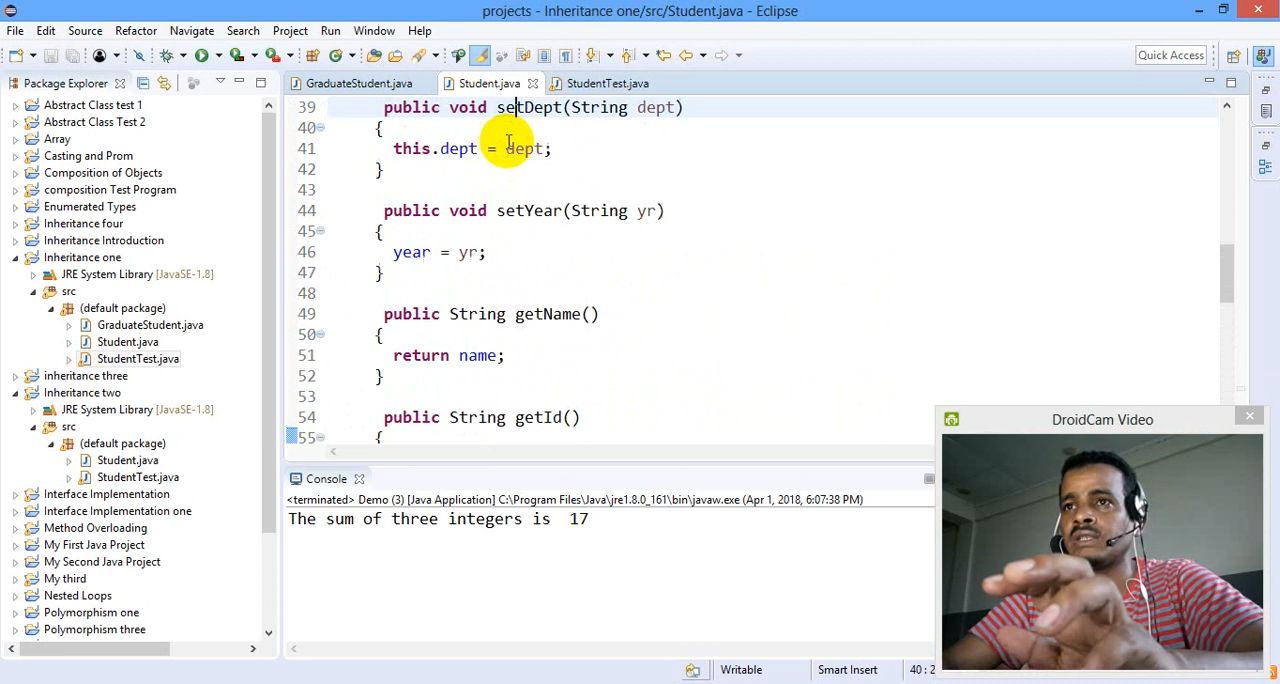 projects - Inheritance one/src/Student.java - Eclipse
File Edit Source Refactor Navigate Search Project Run Window Help
Quick Access
Package Explorer
GraduateStudent.java
Student.java
StudentTest.java
Abstract Class test 1
Abstract Class Test 2
Array
Casting and Prom
Composition of Objects
composition Test Program
Enumerated Types
Inheritance four
Inheritance Introduction
Inheritance one
JRE System Library [JavaSE-1.8]
src
(default package)
GraduateStudent.java
Student.java
StudentTest.java
inheritance three
Inheritance two
JRE System Library [JavaSE-1.8]
src
(default package)
Student.java
StudentTest.java
Interface Implementation
Interface Implementation one
Method Overloading
My First Java Project
My Second Java Project
My third
Nested Loops
Polymorphism one
Polymorphism three
39 public void setDept(String dept)
40 {
41 this.dept = dept;
42 }
43
44 public void setYear(String yr)
45 {
46 year = yr;
47 }
48
49 public String getName()
50 {
51 return name;
52 }
53
54 public String getId()
55 {
Console
<terminated> Demo (3) [Java Application] C:\Program Files\Java\jre1.8.0_161\bin\javaw.exe (Apr 1, 2018, 6:07:38 PM)
The sum of three integers is  17
DroidCam Video
Writable Smart Insert 40 : 2